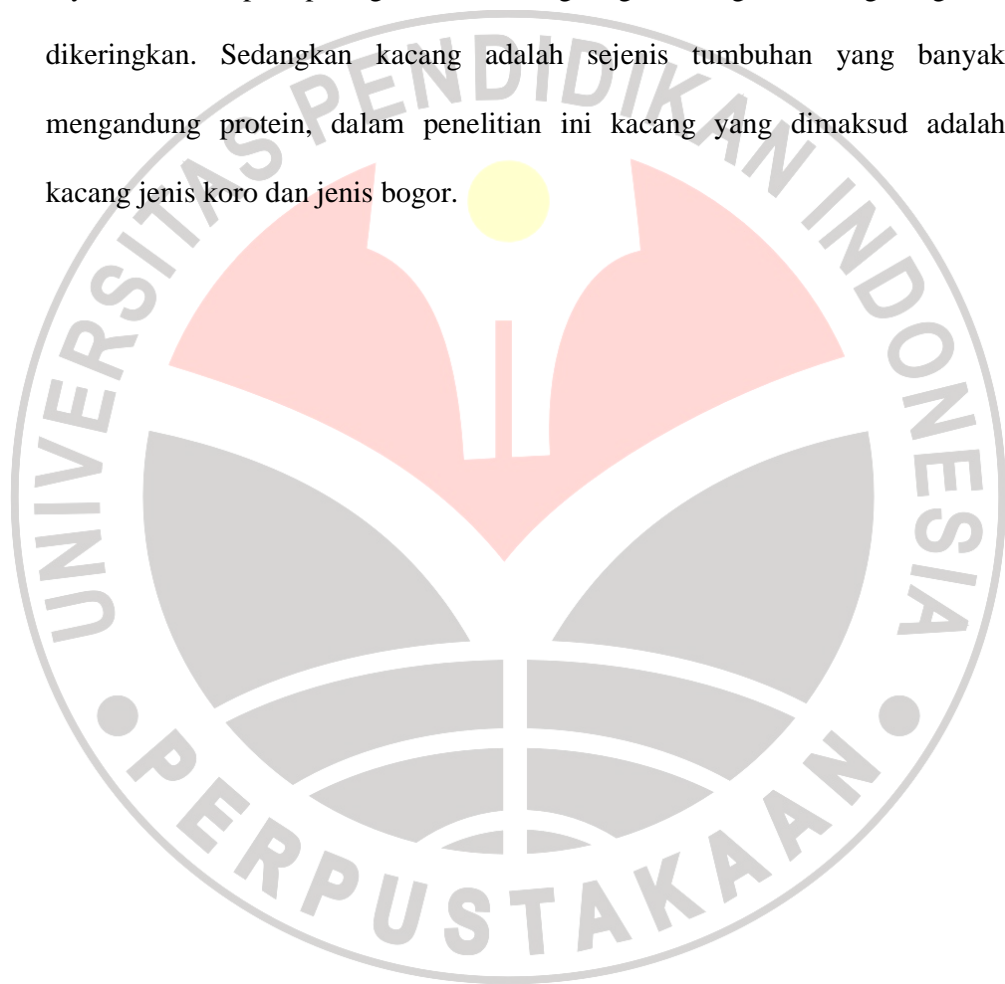 dikeringkan. Sedangkan kacang adalah sejenis tumbuhan yang banyak
mengandung protein, dalam penelitian ini kacang yang dimaksud adalah
kacang jenis koro dan jenis bogor.
UNIVERSITAS PENDIDIKAN INDONESIA
PERPUSTAKAAN